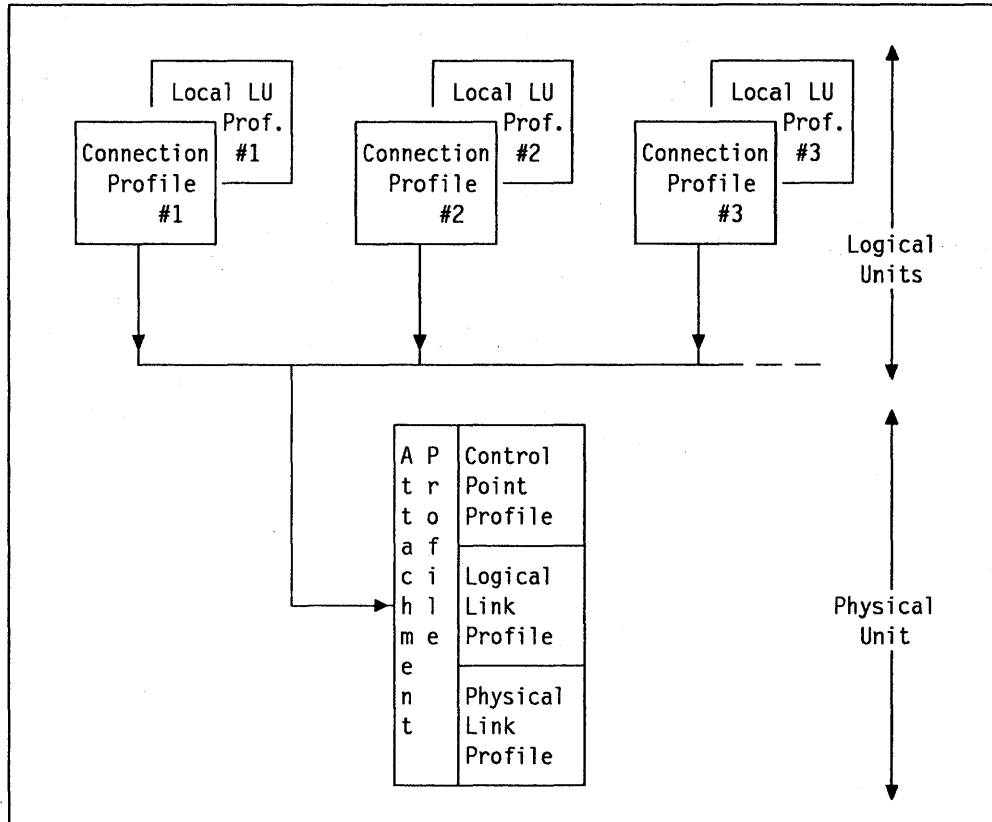 Local LU
Prof.
#1
Connection
Profile
#1
Local LU
Prof.
#2
Connection
Profile
#2
Local LU
Prof.
#3
Connection
Profile
#3
Logical
Units
Attachment
Profile
Control
Point
Profile
Logical
Link
Profile
Physical
Link
Profile
Physical
Unit